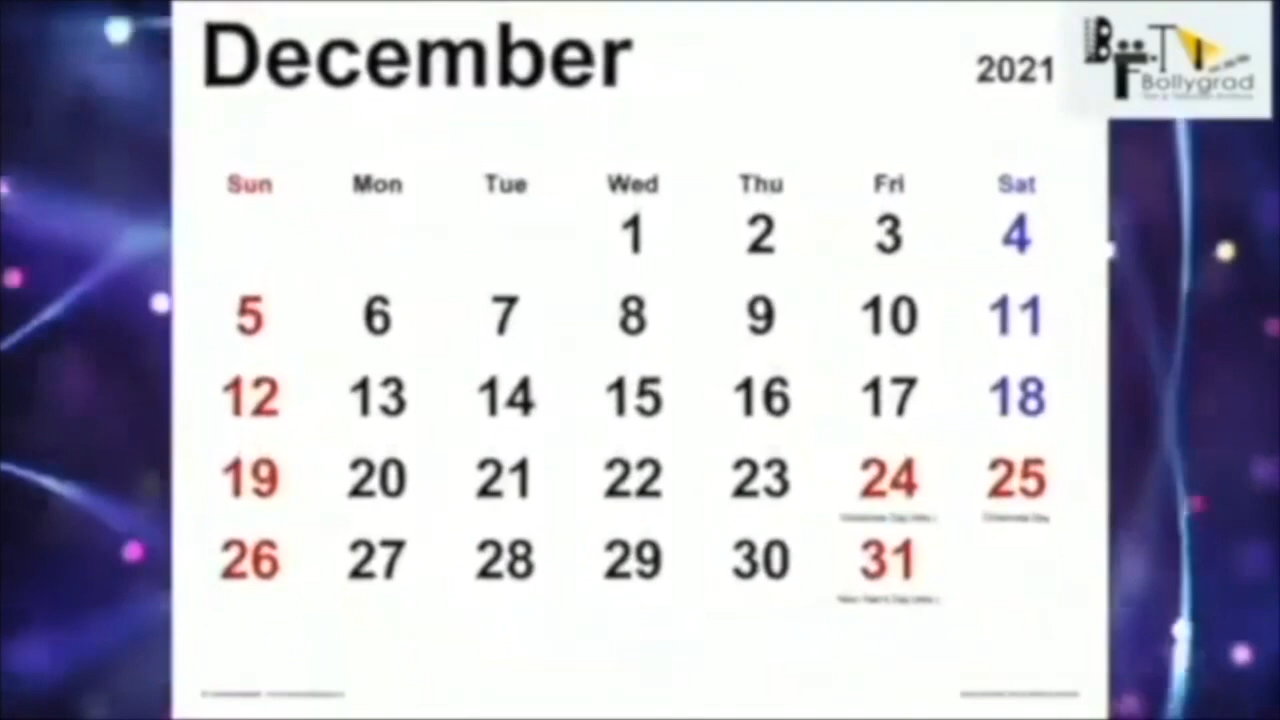 December
2021
Bollygrad
Sun Mon Tue Wed Thu Fri Sat
1 2 3 4
5 6 7 8 9 10 11
12 13 14 15 16 17 18
19 20 21 22 23 24 25
26 27 28 29 30 31